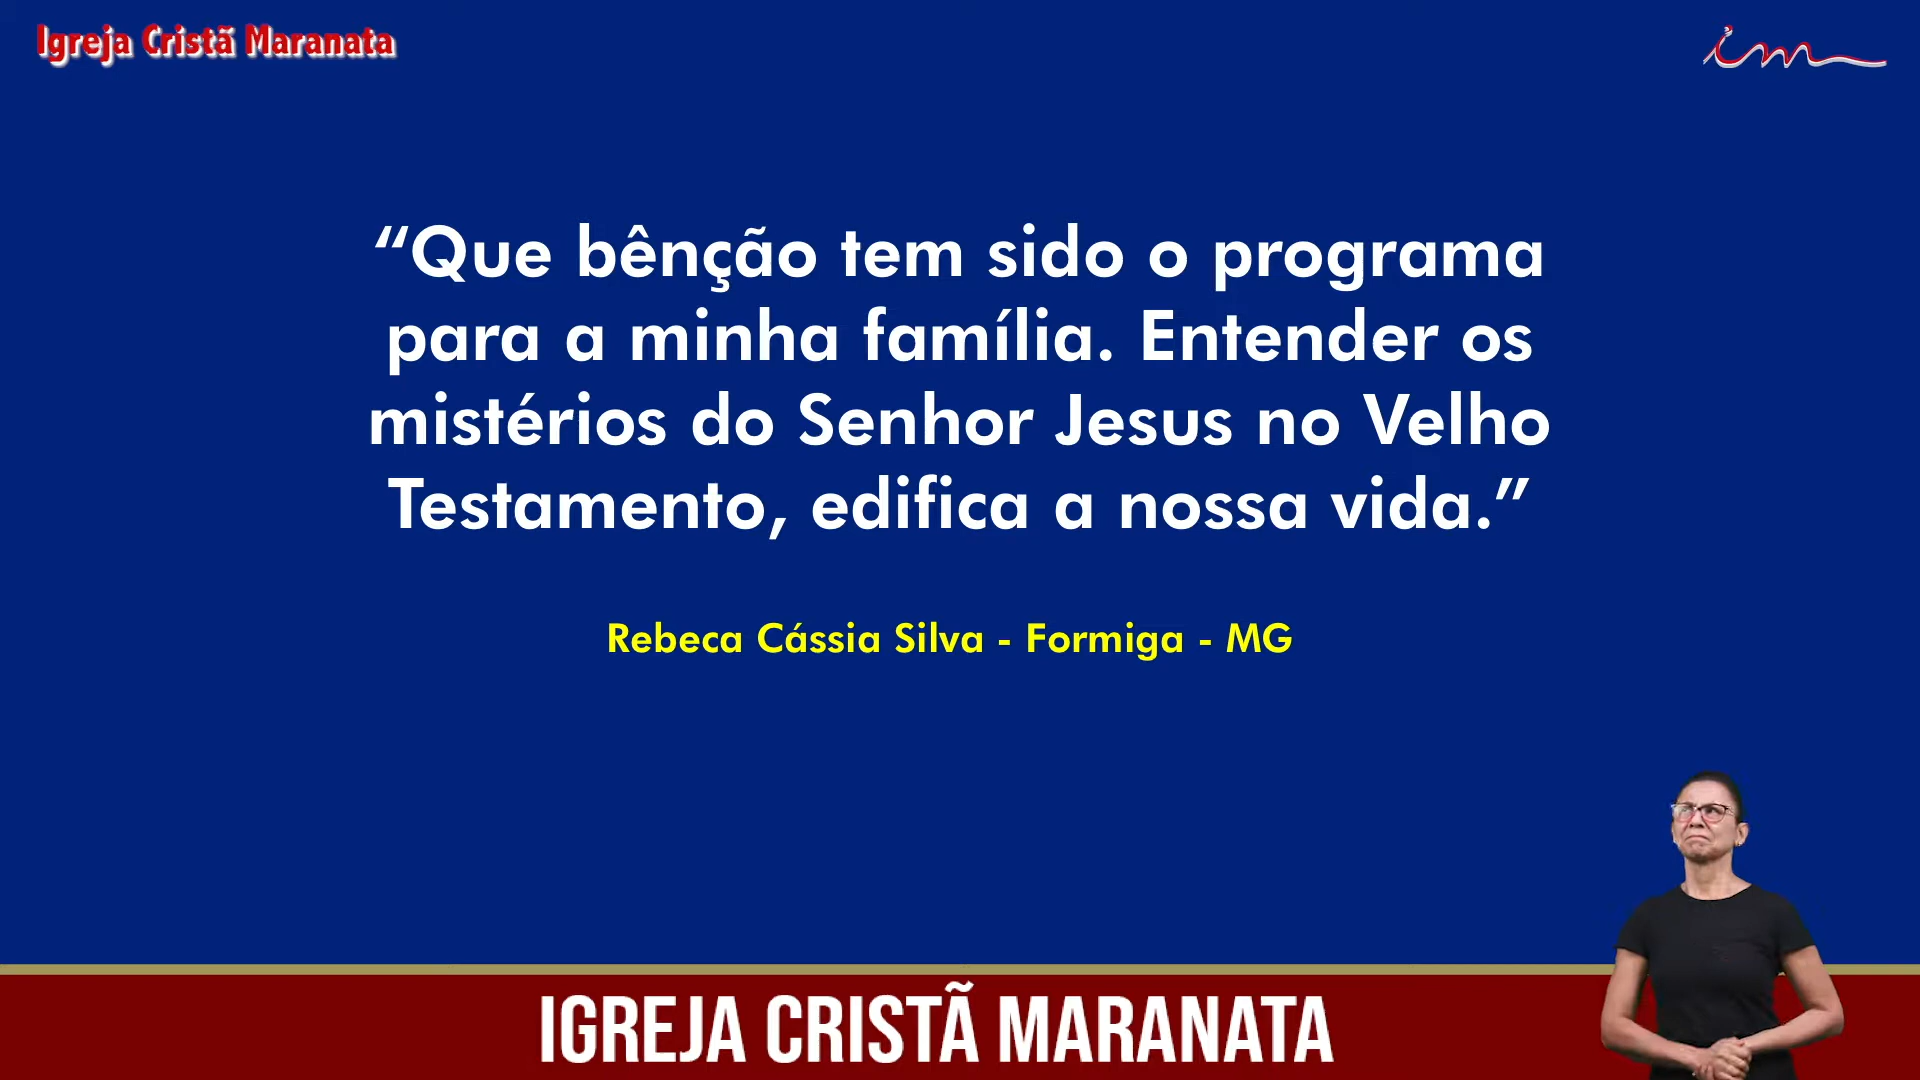 Igreja Cristã Maranata
im
“Que bênção tem sido o programa
para a minha família. Entender os
mistérios do Senhor Jesus no Velho
Testamento, edifica a nossa vida.”
Rebeca Cássia Silva - Formiga - MG
IGREJA CRISTÃ MARANATA